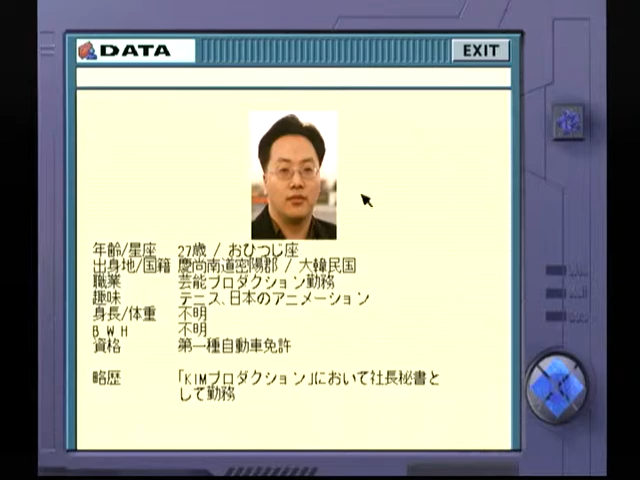 DATA
EXIT
年齢/星座 27歳 / おひつじ座
出身地/国籍 慶尚南道密陽郡 / 大韓民国
職業 芸能プロダクション勤務
趣味 テニス、日本のアニメーション
身長/体重 不明
B W H 不明
資格 第一種自動車免許
略歴 「KIMプロダクション」において社長秘書と
して勤務